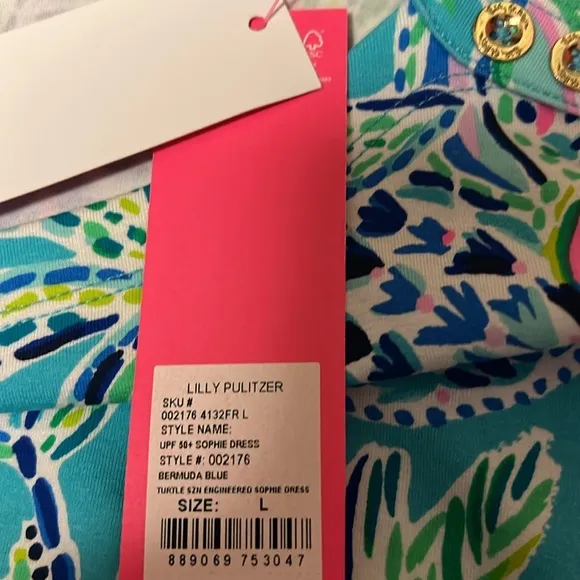 LILLY PULITZER
SKU #
002176 4132FR L
STYLE NAME:
UPF 50+ SOPHIE DRESS
STYLE #: 002176
BERMUDA BLUE
TURTLE SZN ENGINEERED SOPHIE DRESS
SIZE: L
889069 753047